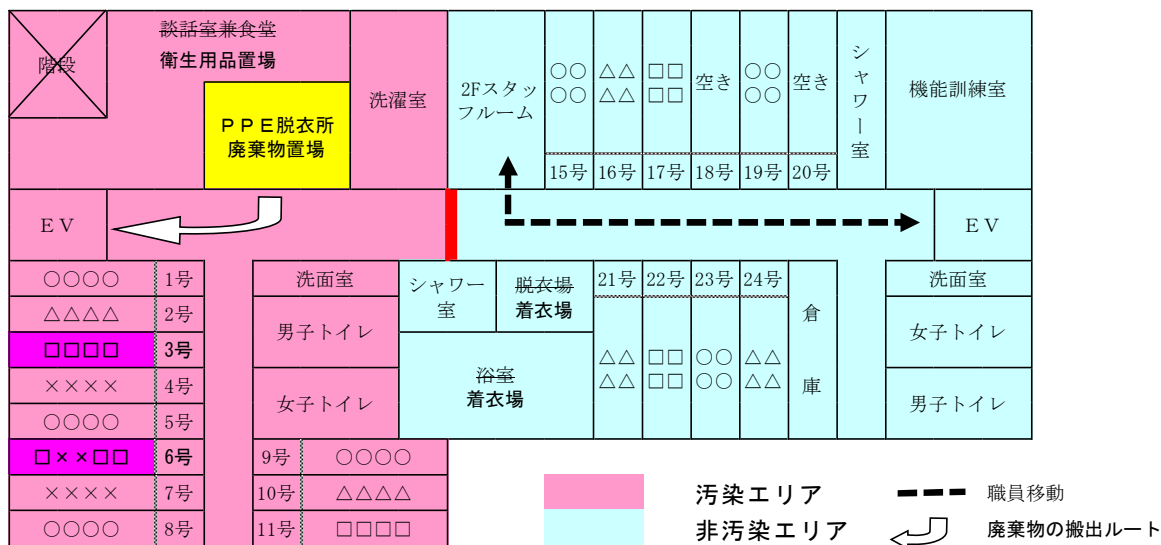 階段
談話室兼食堂
衛生用品置場
PPE脱衣所
廃棄物置場
洗濯室
2Fスタッ
フルーム
○○
○○
15号
△△
△△
16号
□□
□□
17号
空き
18号
○○
○○
19号
空き
20号
シャワー室
機能訓練室
EV
EV
○○○○ 1号
△△△△ 2号
□□□□ 3号
×××× 4号
○○○○ 5号
□××□□ 6号
×××× 7号
○○○○ 8号
洗面室
男子トイレ
女子トイレ
9号 ○○○○
10号 △△△△
11号 □□□□
シャワー
室
脱衣場
着衣場
浴室
着衣場
21号
△△
△△
22号
□□
□□
23号
○○
○○
24号
△△
△△
倉
庫
洗面室
女子トイレ
男子トイレ
汚染エリア
非汚染エリア
職員移動
廃棄物の搬出ルート